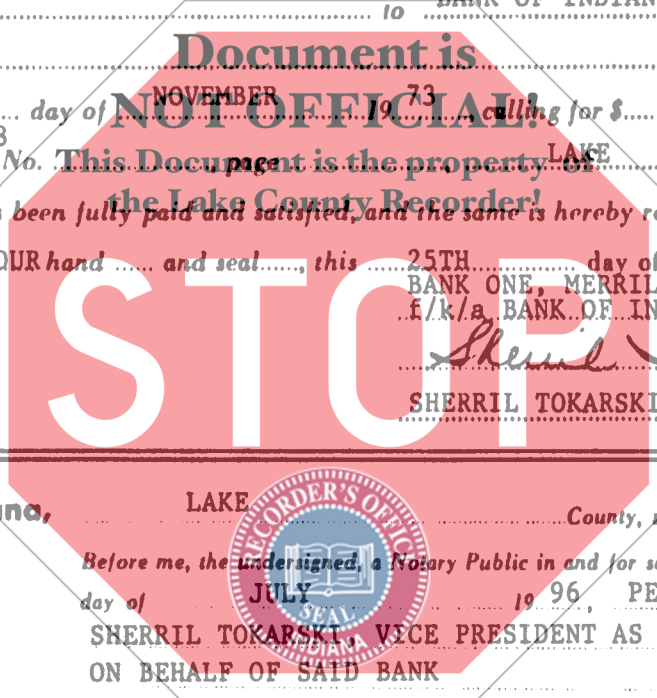 to BANK OF INDIAN
Document is
day of NOVEMBER 19 73, calling for $
NOT OFFICIAL!
No. , page , LAKE
This Document is the property of
the Lake County Recorder!
been fully paid and satisfied, and the same is hereby r
OUR hand and seal , this 25TH day of
BANK ONE, MERRIL
f/k/a BANK OF IN
STOP
Sherril
SHERRIL TOKARSKI
ana, LAKE County,
RECORDER'S OFFICE
SEAL
INDIANA
Before me, the undersigned, a Notary Public in and for s
day of JULY 19 96, PE
SHERRIL TOKARSKI, VICE PRESIDENT AS
ON BEHALF OF SAID BANK